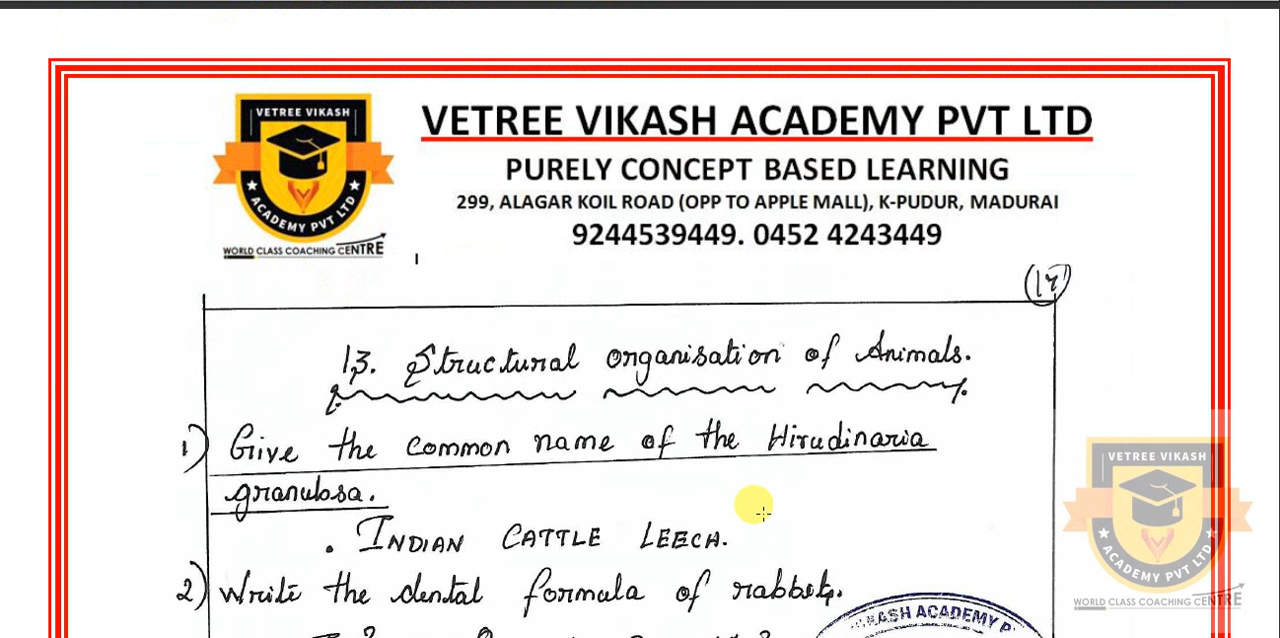 VETREE VIKASH
ACADEMY PVT LTD
WORLD CLASS COACHING CENTRE
VETREE VIKASH ACADEMY PVT LTD
PURELY CONCEPT BASED LEARNING
299, ALAGAR KOIL ROAD (OPP TO APPLE MALL), K-PUDUR, MADURAI
9244539449. 0452 4243449
13. Structural organisation of Animals.
1) Give the common name of the Hirudinaria
granulosa.
. INDIAN CATTLE LEECH.
2) Write the dental formula of rabbit.
VETREE VIKASH
ACADEMY PVT LTD
WORLD CLASS COACHING CENTRE
KASH ACADEMY P